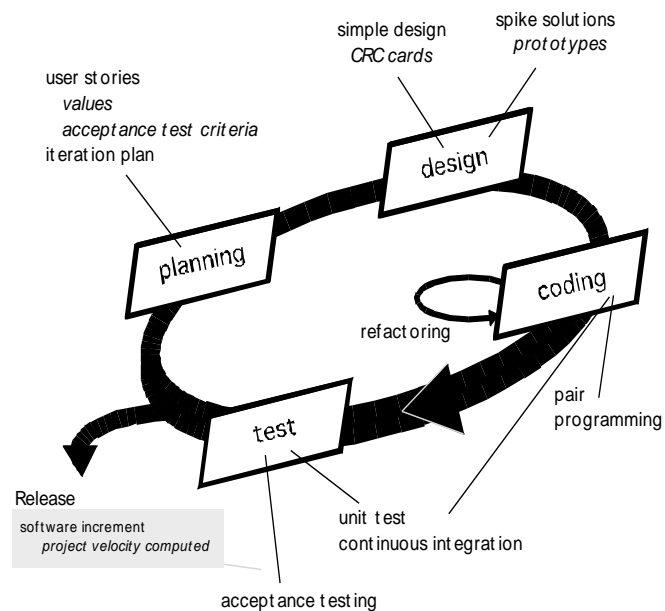 simple design
CRC cards
spike solutions
prototypes
user stories
values
acceptance test criteria
iteration plan
design
planning
coding
refactoring
pair
programming
test
Release
software increment
project velocity computed
unit test
continuous integration
acceptance testing